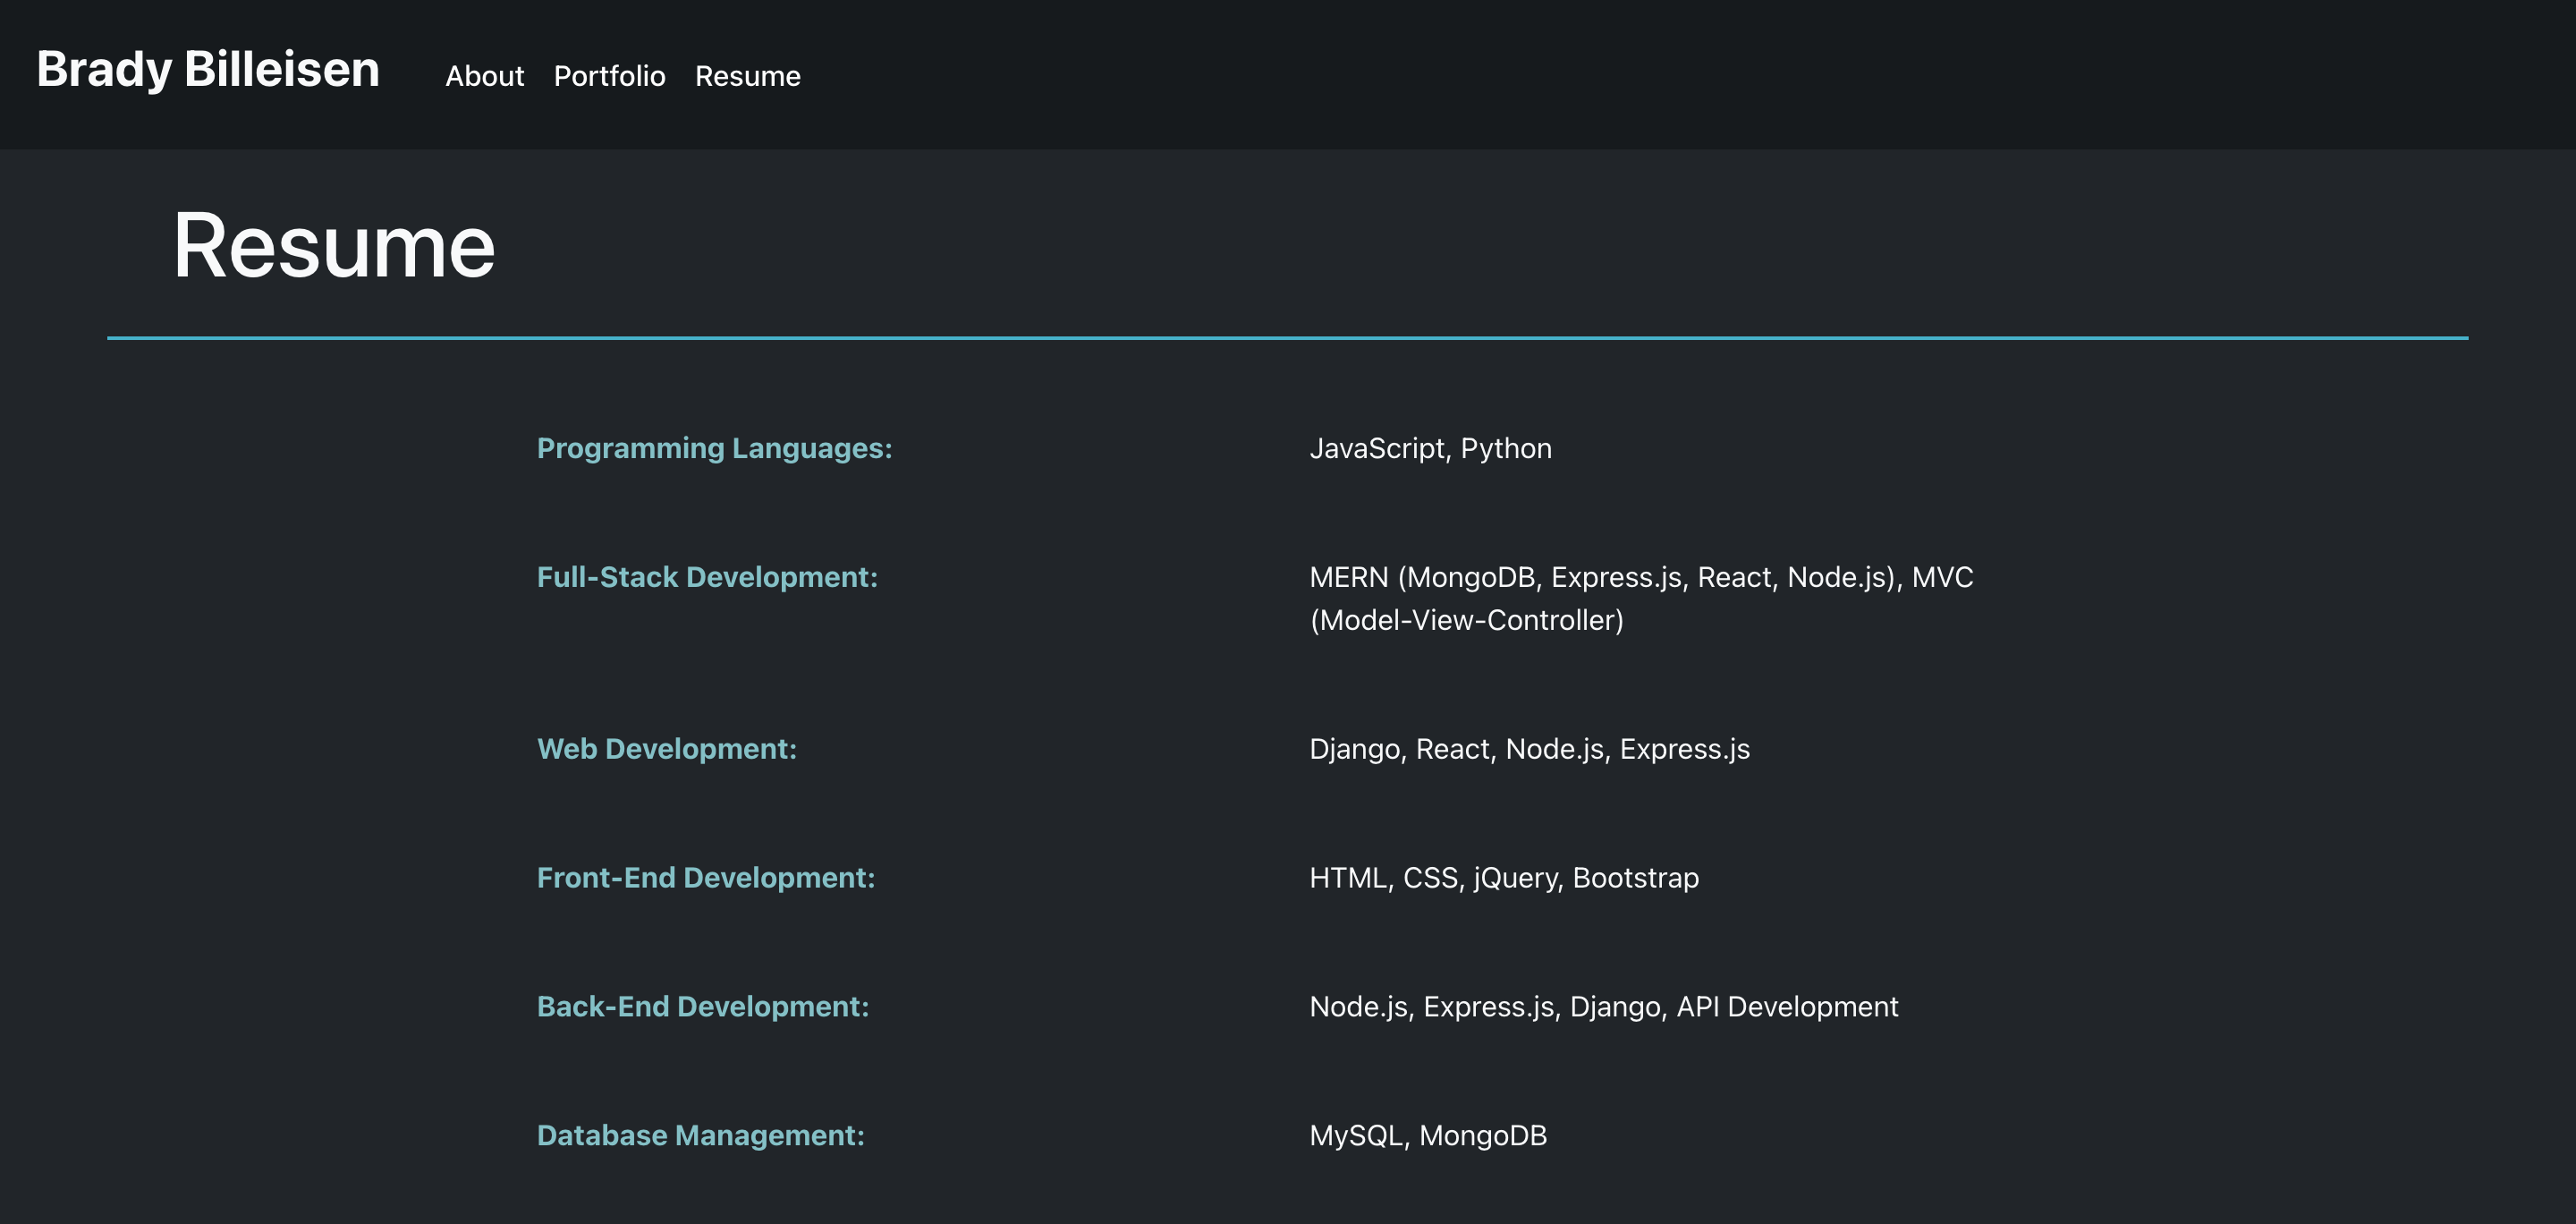 Brady Billeisen About Portfolio Resume
Resume
Programming Languages: JavaScript, Python
Full-Stack Development: MERN (MongoDB, Express.js, React, Node.js), MVC
(Model-View-Controller)
Web Development: Django, React, Node.js, Express.js
Front-End Development: HTML, CSS, jQuery, Bootstrap
Back-End Development: Node.js, Express.js, Django, API Development
Database Management: MySQL, MongoDB